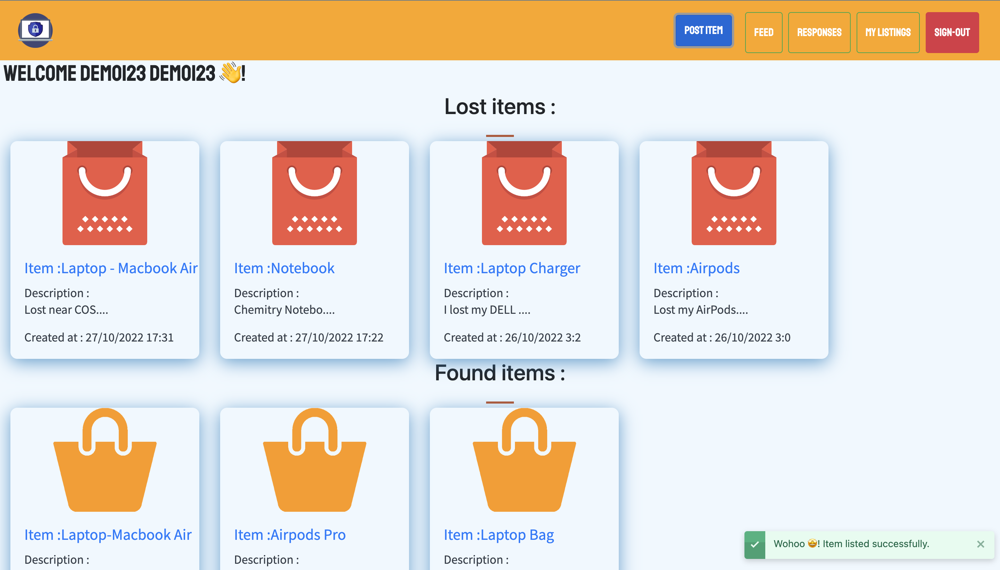 POST ITEM
FEED
RESPONSES
MY LISTINGS
SIGN-OUT
WELCOME DEMO123 DEMO123 👋!
Lost items :
Item :Laptop - Macbook Air
Description :
Lost near COS....
Created at : 27/10/2022 17:31
Item :Notebook
Description :
Chemitry Notebo....
Created at : 27/10/2022 17:22
Item :Laptop Charger
Description :
I lost my DELL ....
Created at : 26/10/2022 3:2
Item :Airpods
Description :
Lost my AirPods....
Created at : 26/10/2022 3:0
Found items :
Item :Laptop-Macbook Air
Description :
Item :Airpods Pro
Description :
Item :Laptop Bag
Description :
Wohoo 🤩! Item listed successfully.